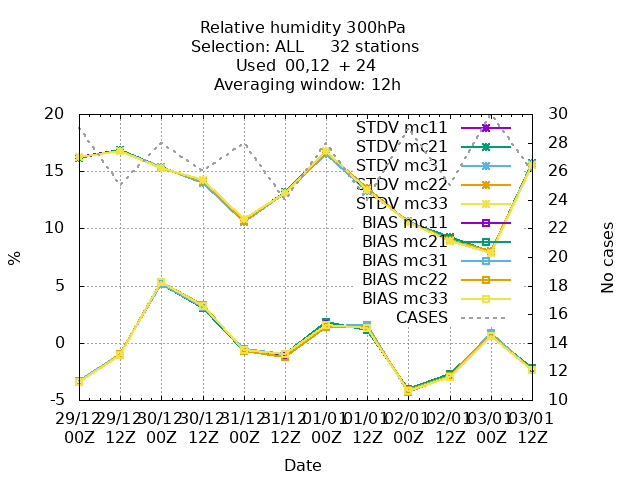 Relative humidity 300hPa
Selection: ALL 32 stations
Used 00,12 + 24
Averaging window: 12h
20
15
10
5
0
-5
%
30
28
26
24
22
20
18
16
14
12
10
No cases
STDV mc11
STDV mc21
STDV mc31
STDV mc22
STDV mc33
BIAS mc11
BIAS mc21
BIAS mc31
BIAS mc22
BIAS mc33
CASES
29/12 29/12 30/12 30/12 31/12 31/12 01/01 01/01 02/01 02/01 03/01 03/01
00Z 12Z 00Z 12Z 00Z 12Z 00Z 12Z 00Z 12Z 00Z 12Z
Date